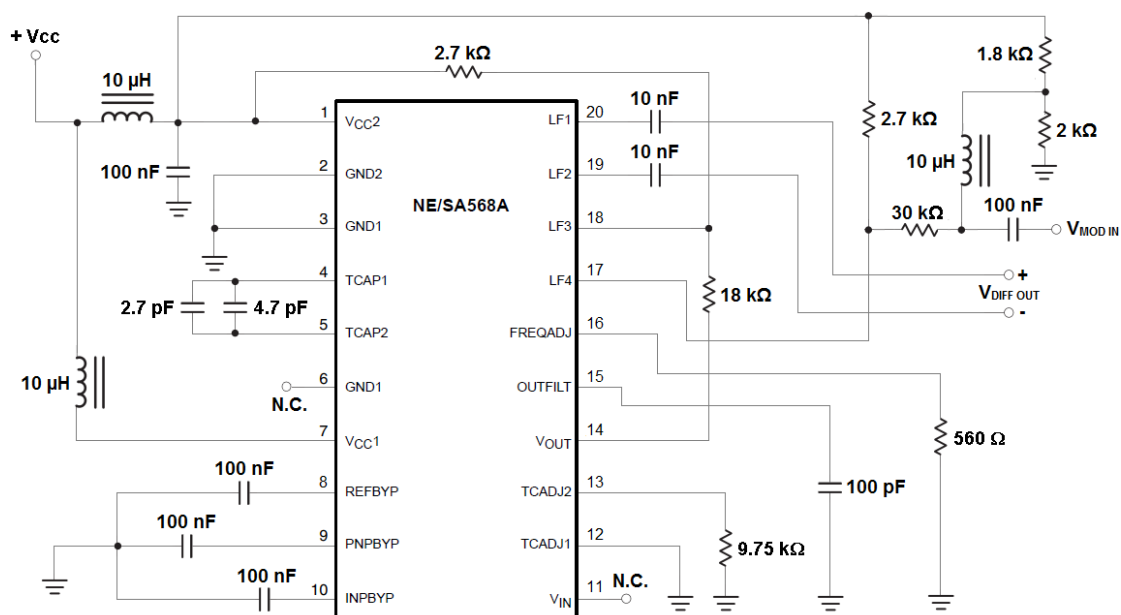 + Vcc
10 µH
2.7 kΩ
1.8 kΩ
10 nF
2.7 kΩ
2 kΩ
100 nF
10 nF
10 µH
NE/SA568A
30 kΩ
100 nF
VMOD IN
+
VDIFF OUT
-
2.7 pF
4.7 pF
18 kΩ
10 µH
N.C.
560 Ω
100 nF
100 pF
100 nF
9.75 kΩ
100 nF
N.C.
1 VCC2
2 GND2
3 GND1
4 TCAP1
5 TCAP2
6 GND1
7 VCC1
8 REFBYP
9 PNPBYP
10 INPBYP
LF1 20
LF2 19
LF3 18
LF4 17
FREQADJ 16
OUTFILT 15
VOUT 14
TCADJ2 13
TCADJ1 12
VIN 11